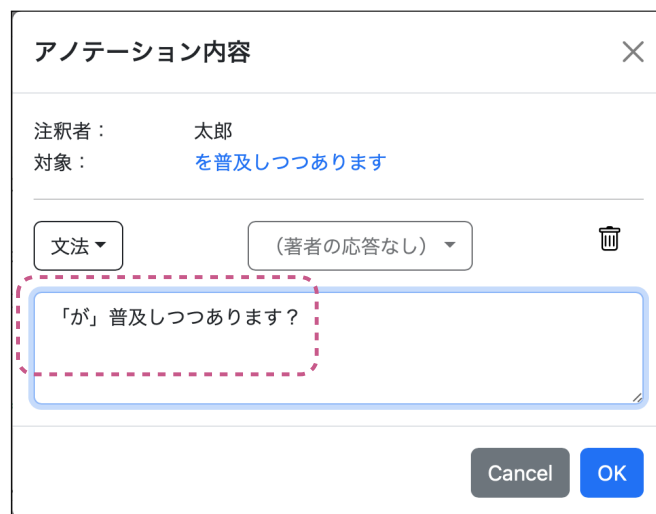 アノテーション内容
注釈者： 太郎
対象： を普及しつつあります
文法 （著者の応答なし）
「が」普及しつつあります？
Cancel OK